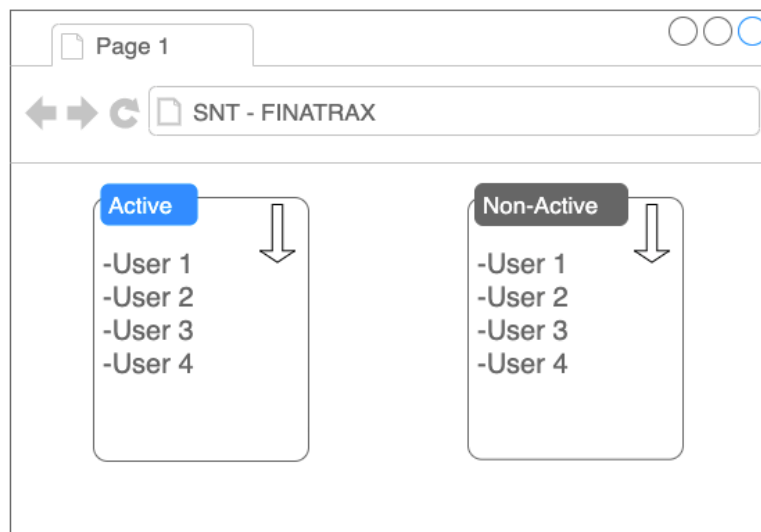 Page 1
SNT - FINATRAX
Active
-User 1
-User 2
-User 3
-User 4
Non-Active
-User 1
-User 2
-User 3
-User 4